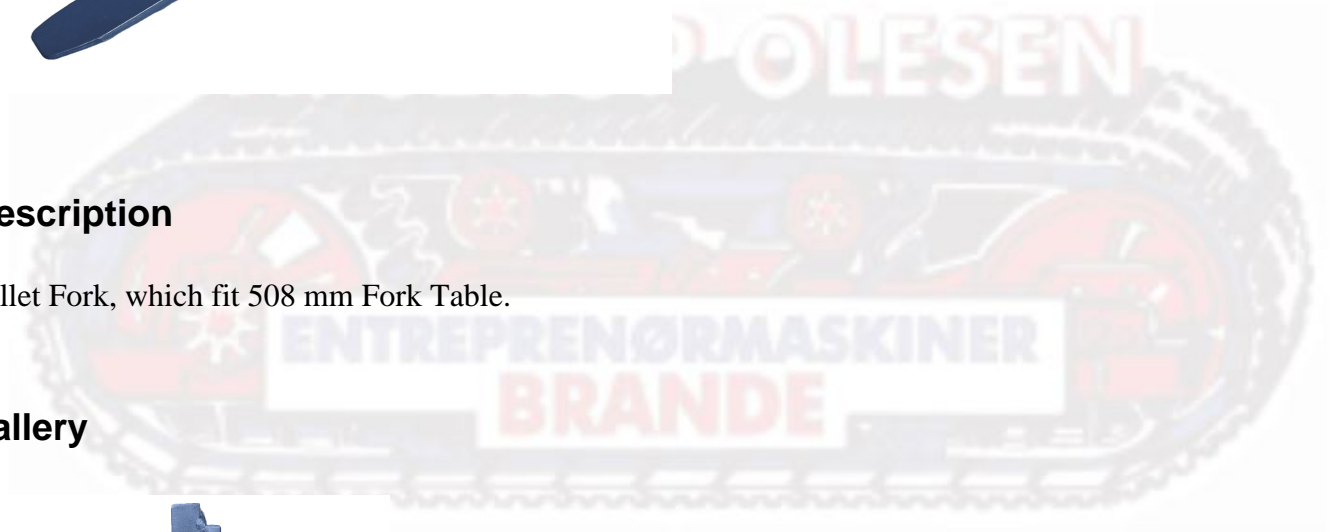 P OLESEN
escription
llet Fork, which fit 508 mm Fork Table.
ENTREPRENØRMASKINER
BRANDE
allery